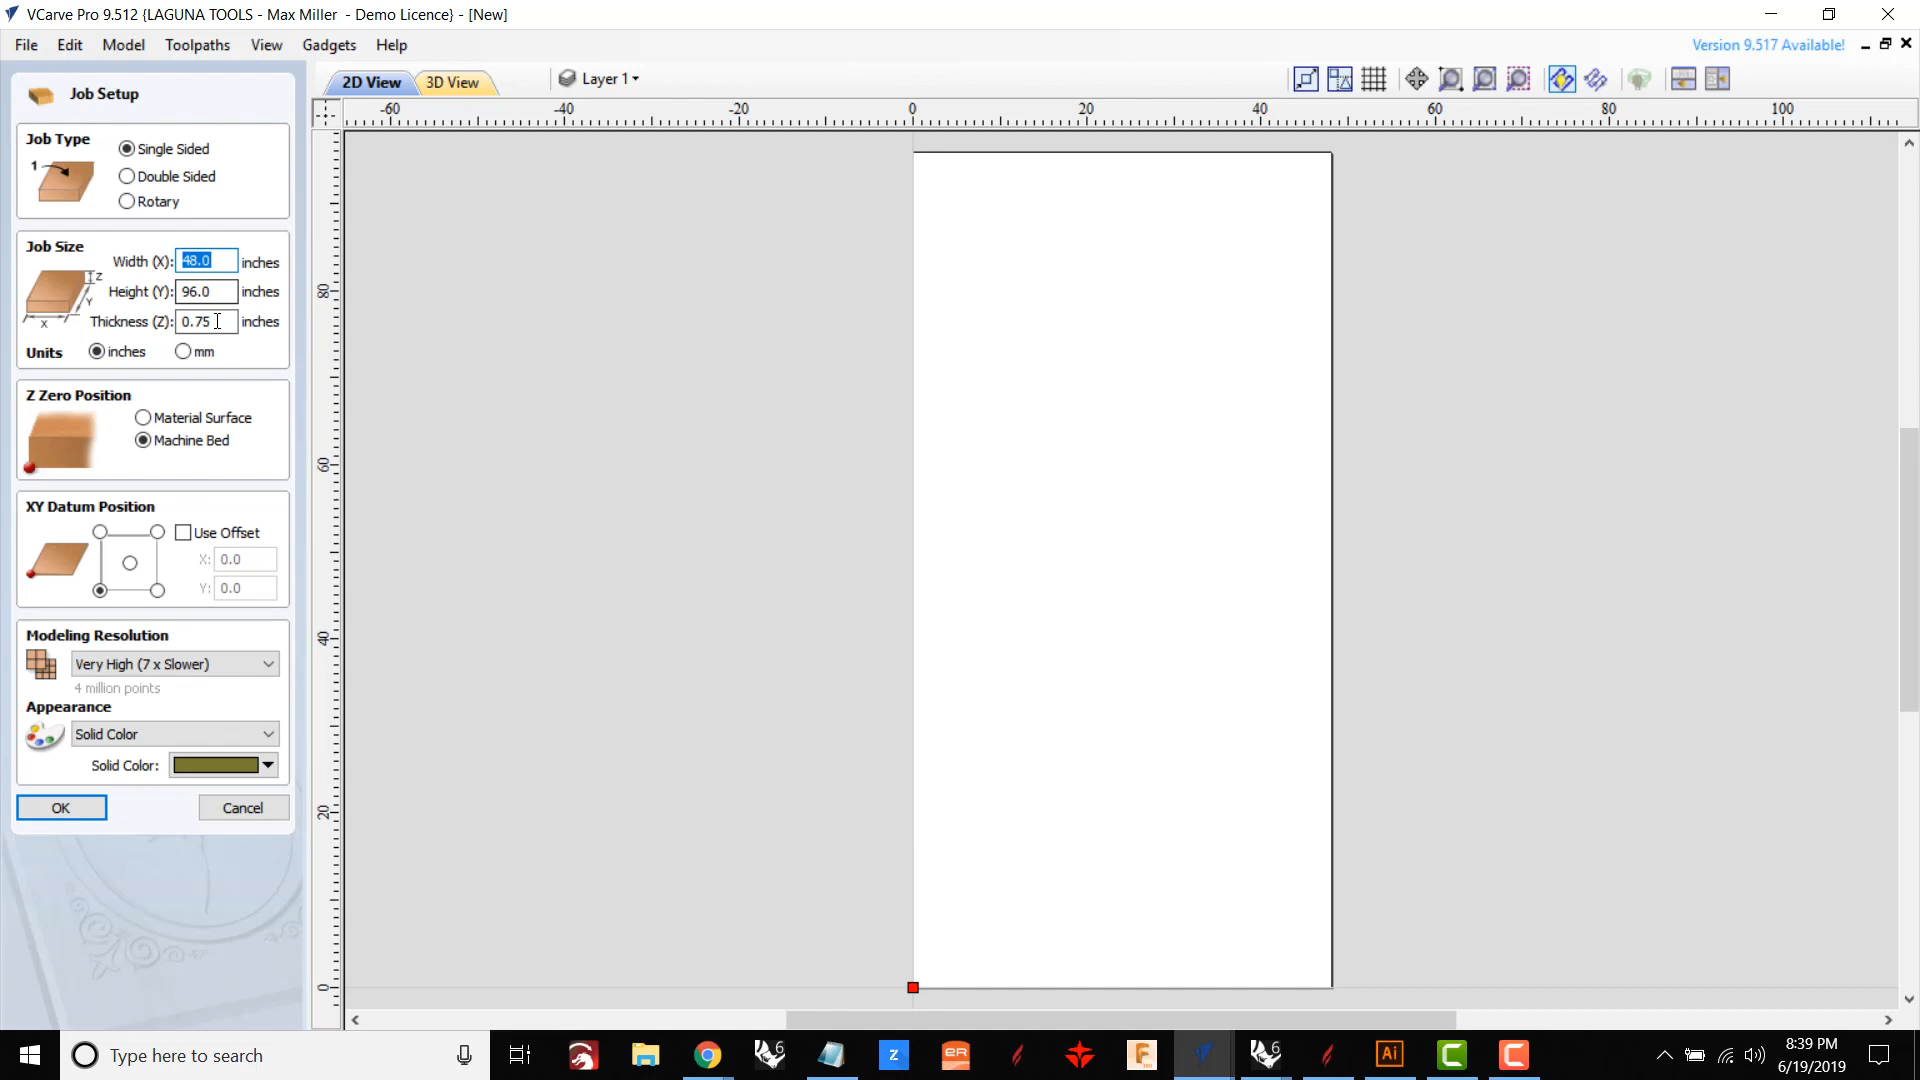 VCarve Pro 9.512 {LAGUNA TOOLS - Max Miller  - Demo Licence} - [New]
File Edit Model Toolpaths View Gadgets Help
Version 9.517 Available!
Job Setup
Job Type
1
Single Sided
Double Sided
Rotary
Job Size
Width (X): 48.0 inches
Height (Y): 96.0 inches
Thickness (Z): 0.75 inches
Z
Y
X
Units inches mm
Z Zero Position
Material Surface
Machine Bed
XY Datum Position
Use Offset
X: 0.0
Y: 0.0
Modeling Resolution
Very High (7 x Slower)
4 million points
Appearance
Solid Color
Solid Color:
OK Cancel
2D View 3D View Layer 1
-60 -40 -20 0 20 40 60 80 100
80
60
40
20
0
Type here to search
6
Z
eR
F
6
Ai
C
C
8:39 PM
6/19/2019